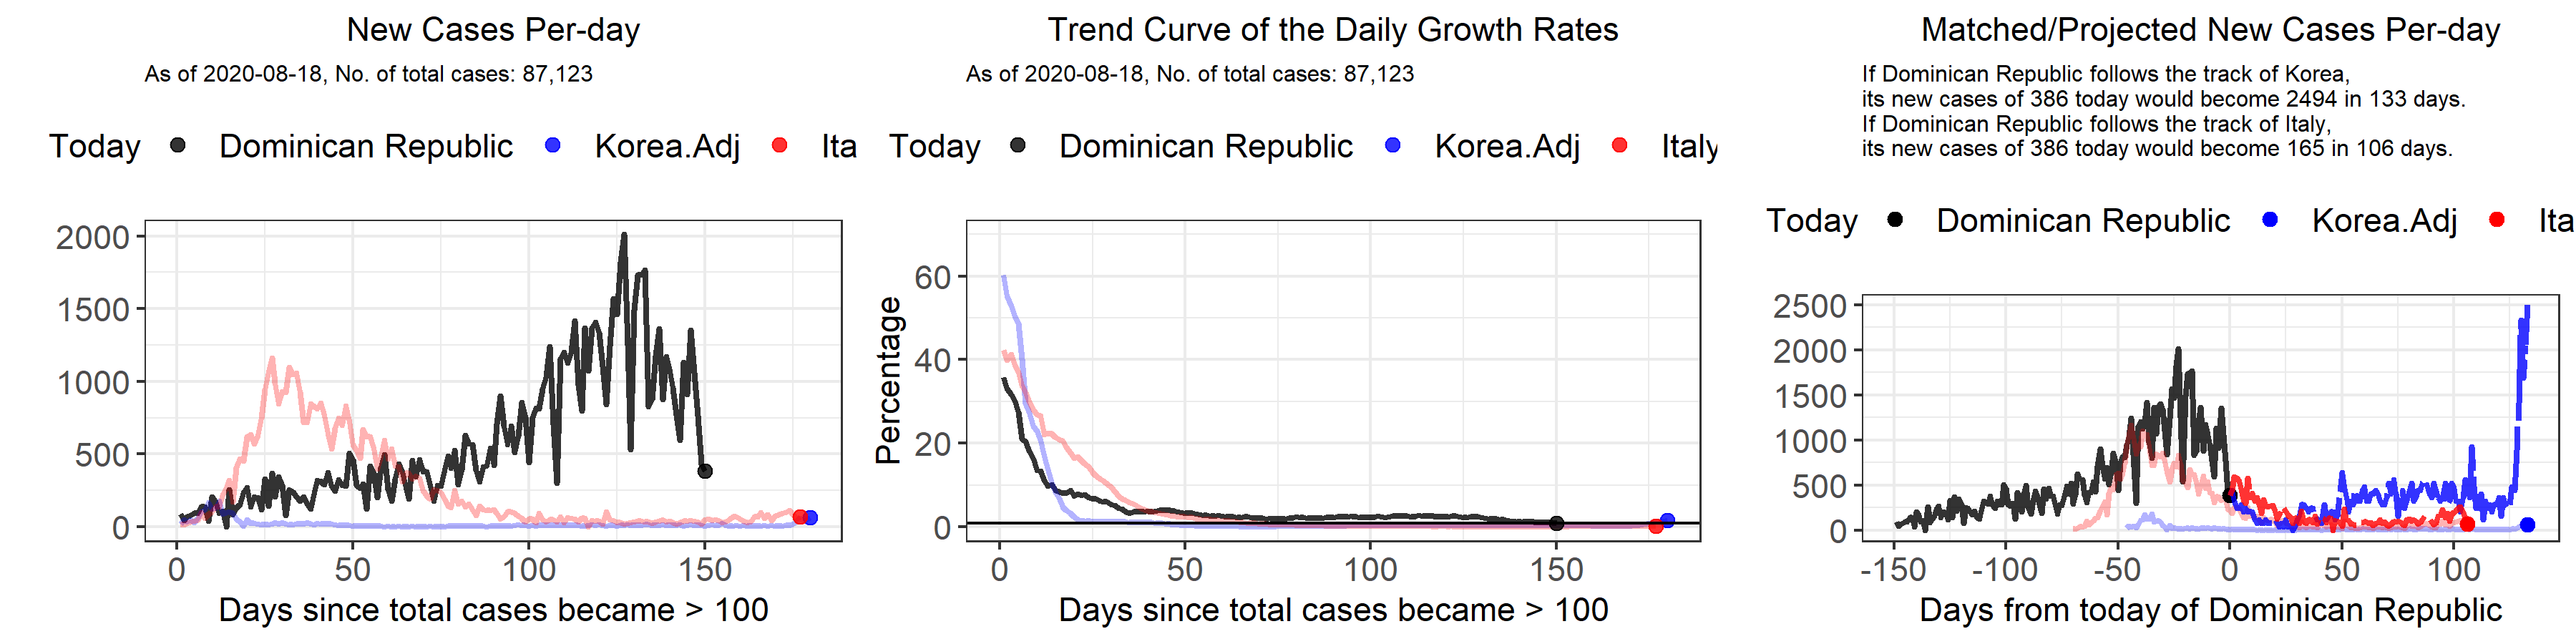 New Cases Per-day
As of 2020-08-18, No. of total cases: 87,123
Today Dominican Republic Korea.Adj Ita
2000
1500
1000
500
0
0 50 100 150
Days since total cases became > 100
Trend Curve of the Daily Growth Rates
As of 2020-08-18, No. of total cases: 87,123
Today Dominican Republic Korea.Adj Italy
Percentage
60
40
20
0
0 50 100 150
Days since total cases became > 100
Matched/Projected New Cases Per-day
If Dominican Republic follows the track of Korea,
its new cases of 386 today would become 2494 in 133 days.
If Dominican Republic follows the track of Italy,
its new cases of 386 today would become 165 in 106 days.
Today Dominican Republic Korea.Adj Ita
2500
2000
1500
1000
500
0
-150 -100 -50 0 50 100
Days from today of Dominican Republic